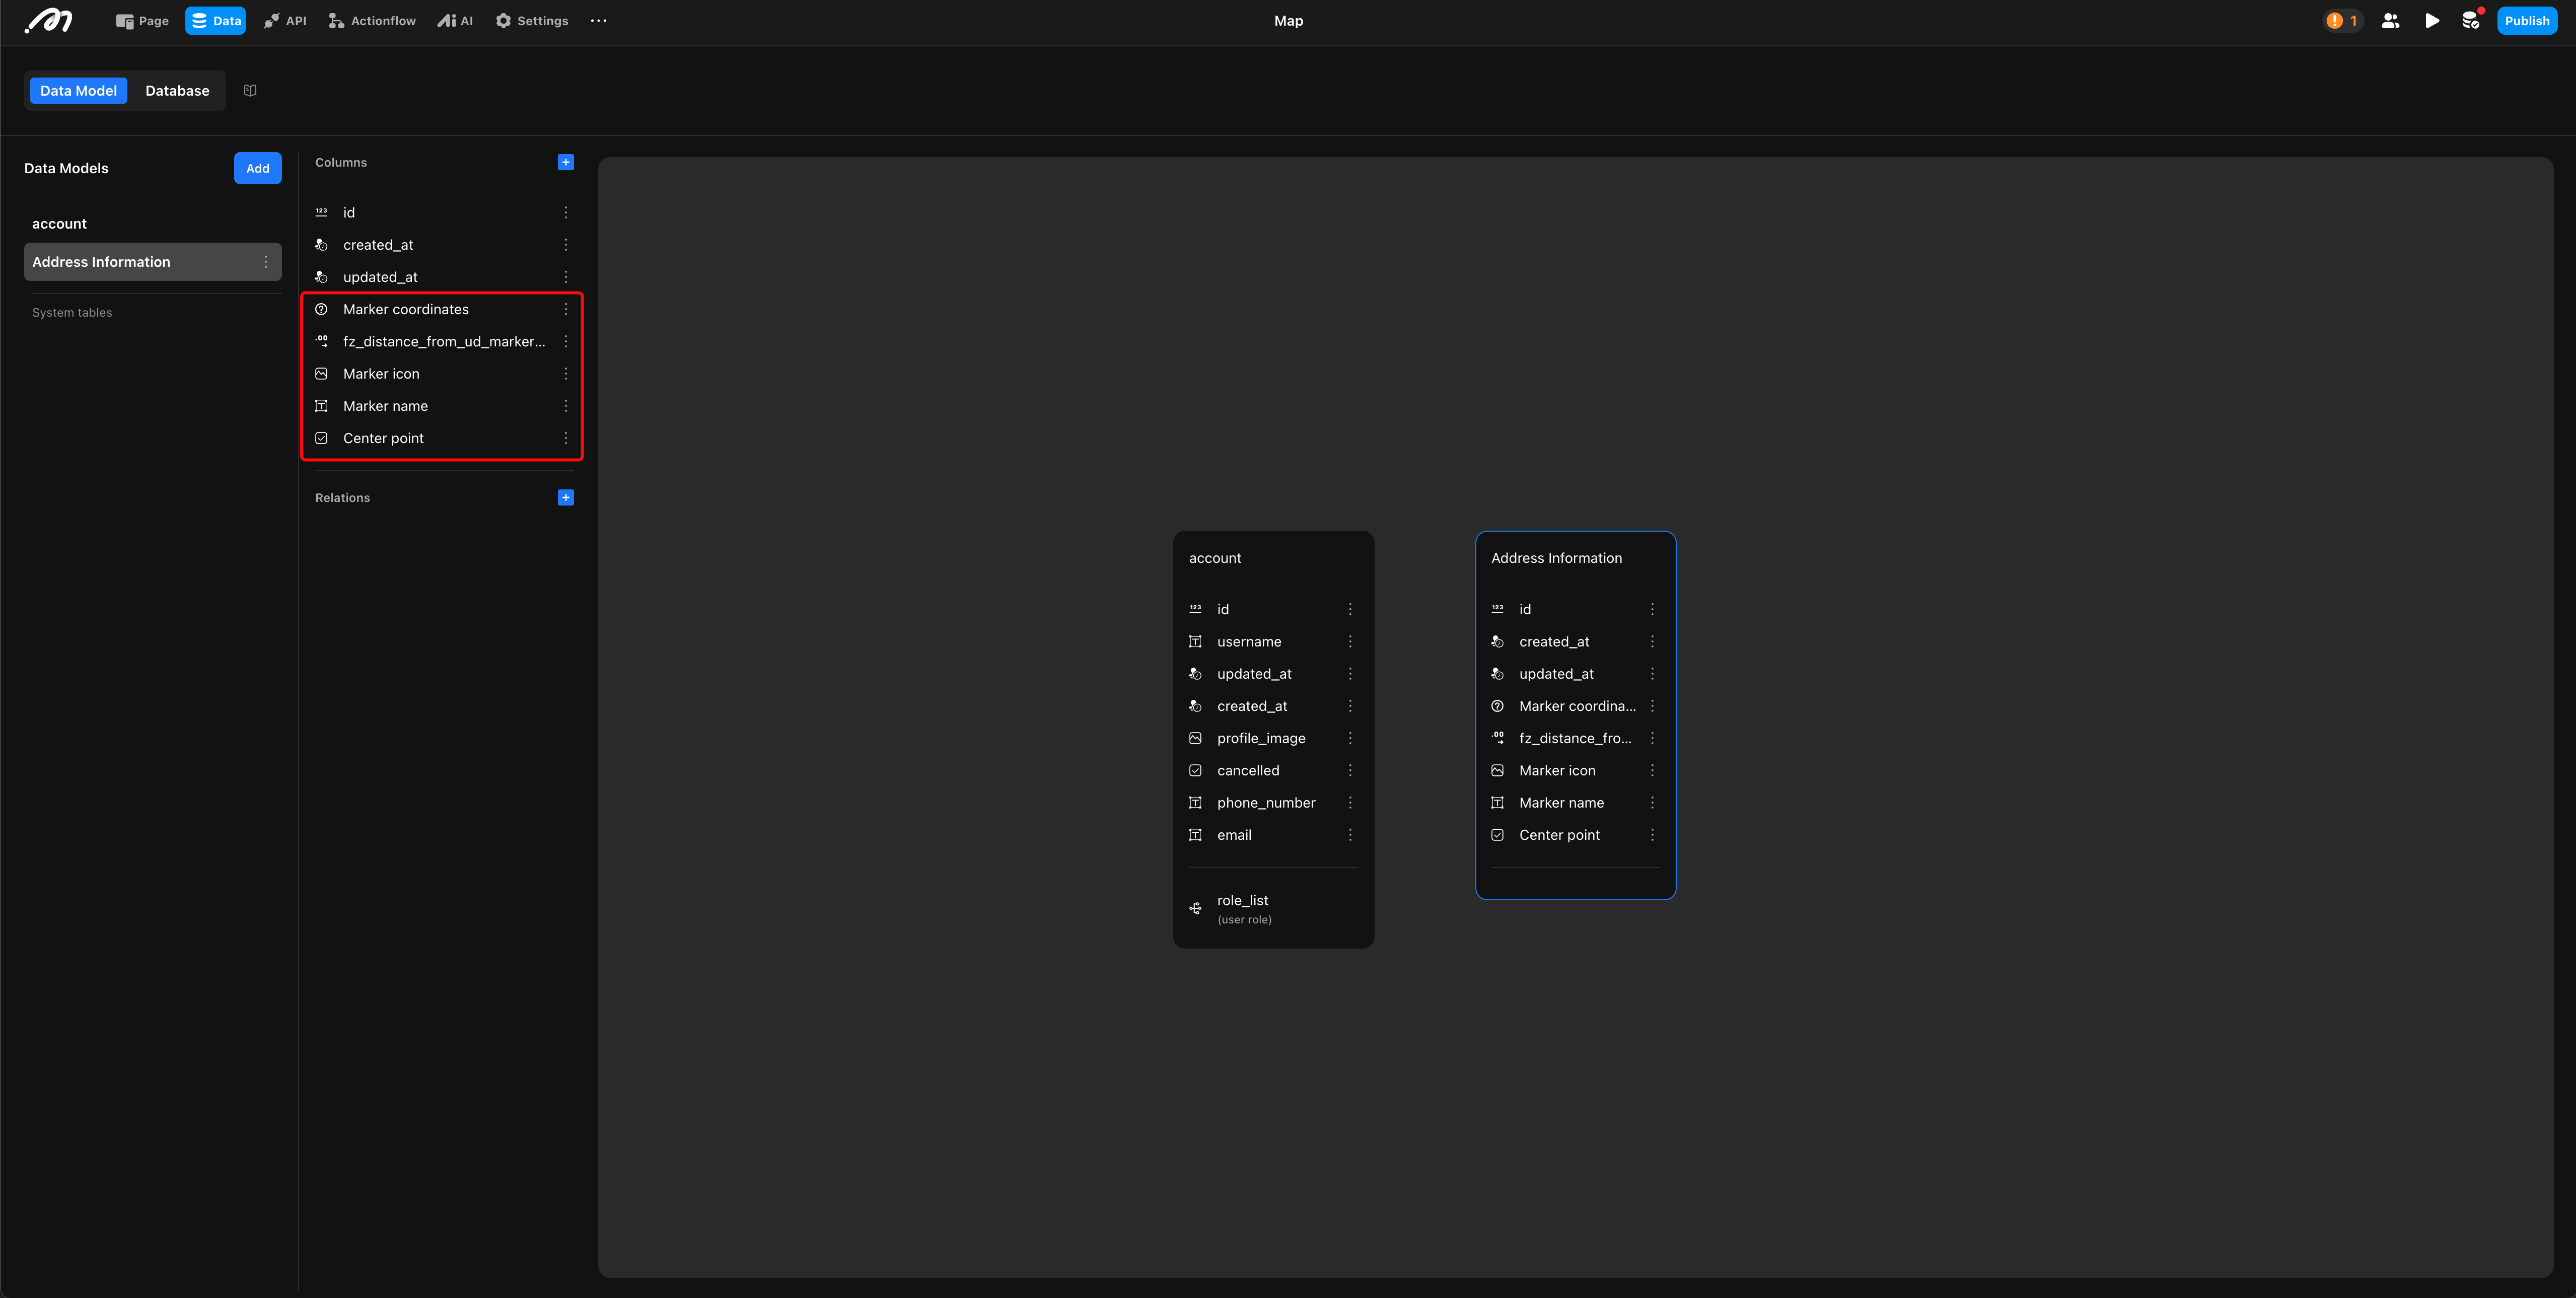 Page
Data
API
Actionflow
AI
Settings
Map
1
Publish
Data Model
Database
Data Models
Add
account
Address Information
System tables
Columns
id
created_at
updated_at
Marker coordinates
fz_distance_from_ud_marker...
Marker icon
Marker name
Center point
Relations
account
id
username
updated_at
created_at
profile_image
cancelled
phone_number
email
role_list
(user role)
Address Information
id
created_at
updated_at
Marker coordina...
fz_distance_fro...
Marker icon
Marker name
Center point